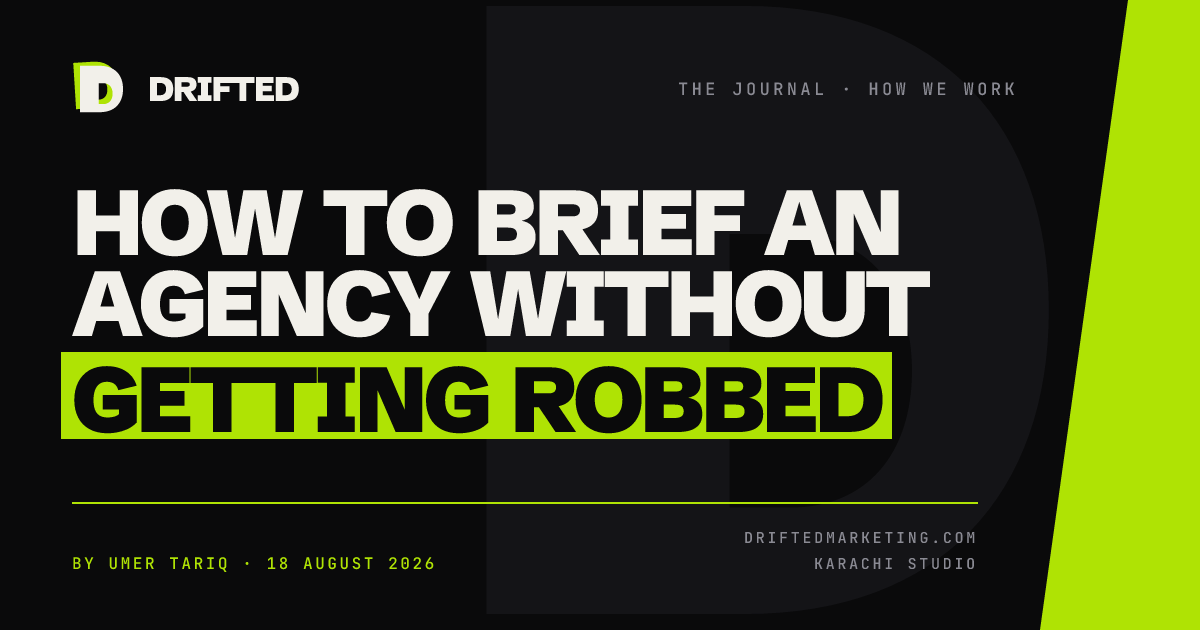 DRIFTED
THE JOURNAL · HOW WE WORK
HOW TO BRIEF AN
AGENCY WITHOUT
GETTING ROBBED
DRIFTEDMARKETING.COM
BY UMER TARIQ · 18 AUGUST 2026
KARACHI STUDIO